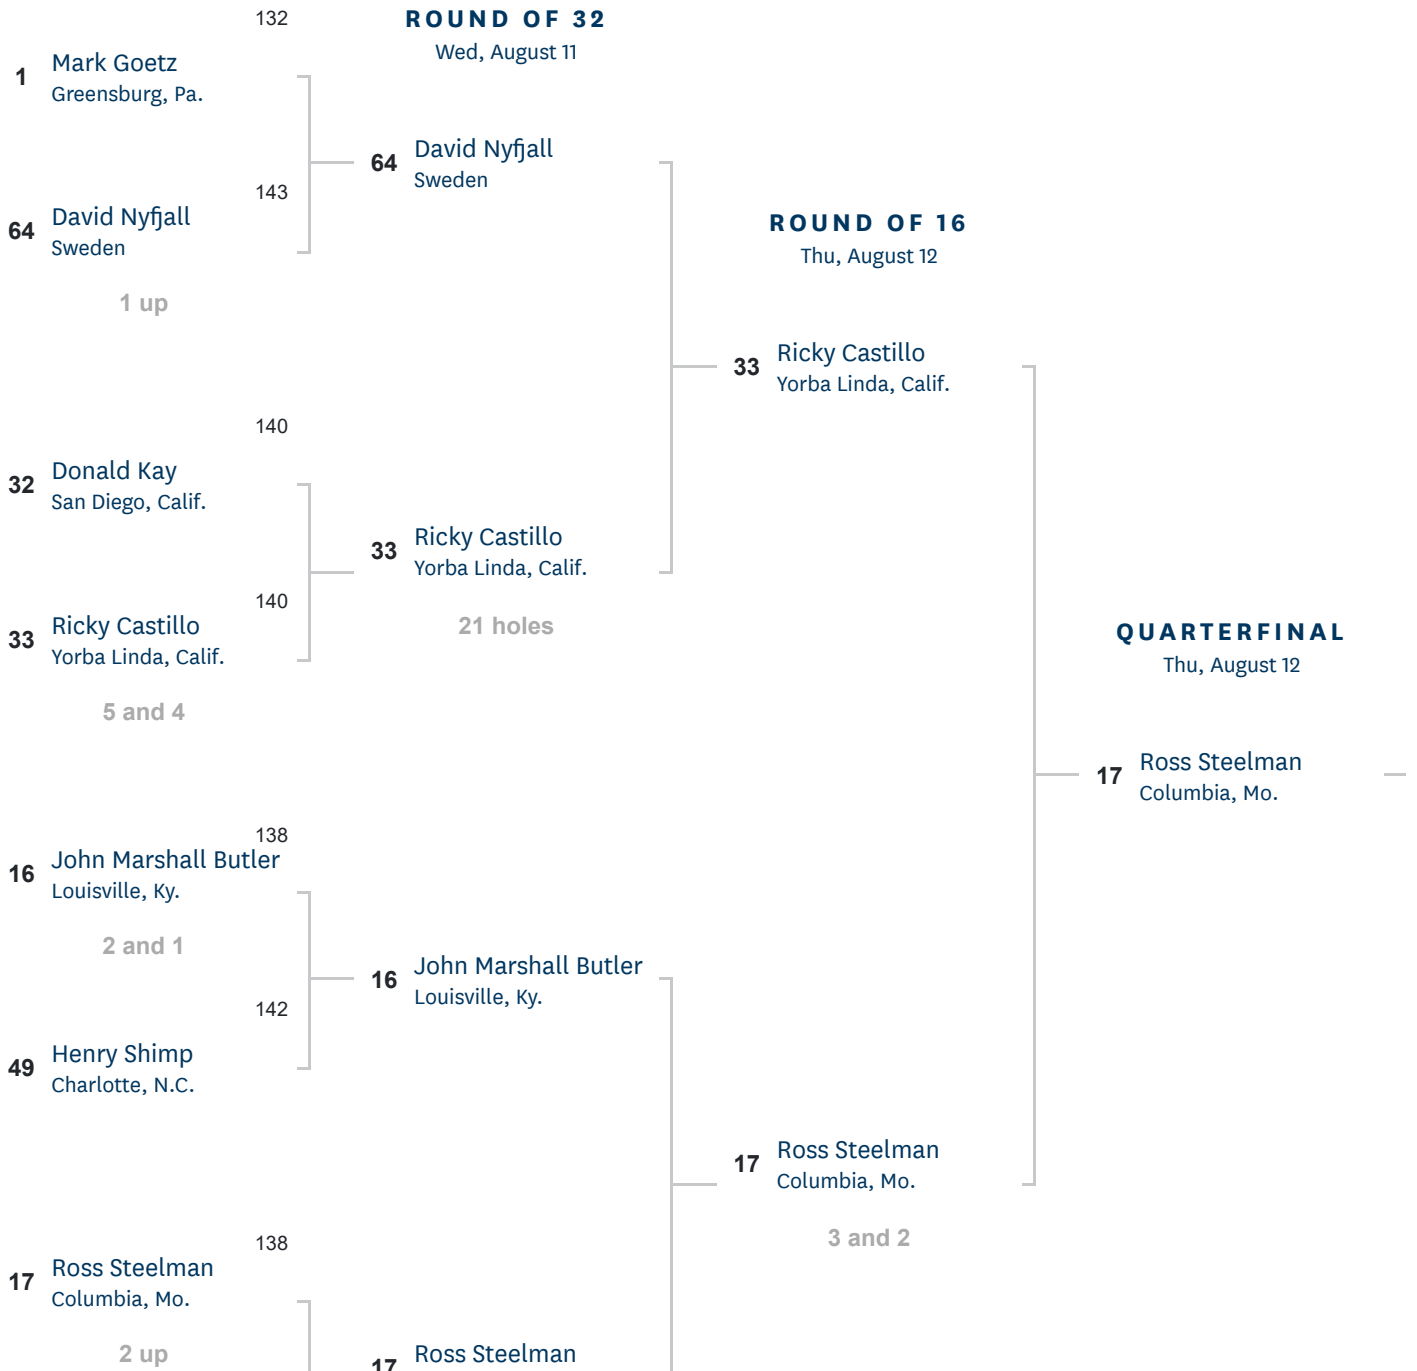 132
1
Mark Goetz
Greensburg, Pa.
143
64
David Nyfjall
Sweden
1 up
140
32
Donald Kay
San Diego, Calif.
140
33
Ricky Castillo
Yorba Linda, Calif.
5 and 4
138
16
John Marshall Butler
Louisville, Ky.
2 and 1
142
49
Henry Shimp
Charlotte, N.C.
138
17
Ross Steelman
Columbia, Mo.
2 up
ROUND OF 32
Wed, August 11
64
David Nyfjall
Sweden
33
Ricky Castillo
Yorba Linda, Calif.
21 holes
16
John Marshall Butler
Louisville, Ky.
17
Ross Steelman
ROUND OF 16
Thu, August 12
33
Ricky Castillo
Yorba Linda, Calif.
17
Ross Steelman
Columbia, Mo.
3 and 2
QUARTERFINAL
Thu, August 12
17
Ross Steelman
Columbia, Mo.